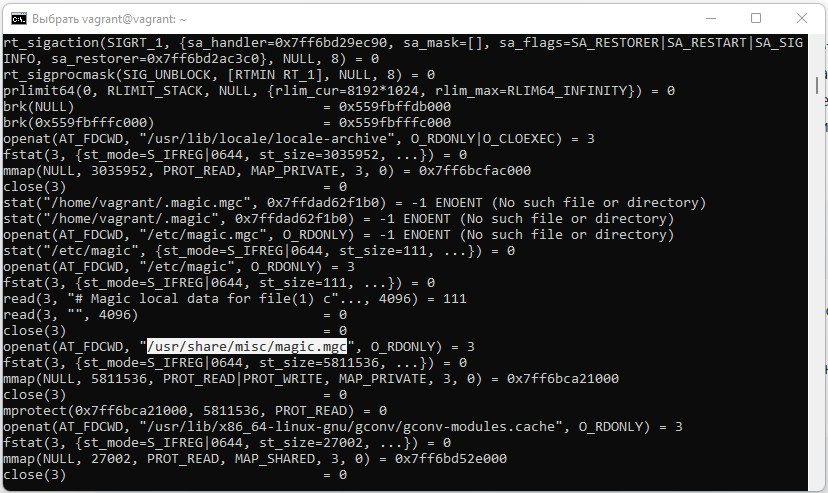 Выбрать vagrant@vagrant: ~
rt_sigaction(SIGRT_1, {sa_handler=0x7ff6bd29ec90, sa_mask=[], sa_flags=SA_RESTORER|SA_RESTART|SA_SIG
INFO, sa_restorer=0x7ff6bd2ac3c0}, NULL, 8) = 0
rt_sigprocmask(SIG_UNBLOCK, [RTMIN RT_1], NULL, 8) = 0
prlimit64(0, RLIMIT_STACK, NULL, {rlim_cur=8192*1024, rlim_max=RLIM64_INFINITY}) = 0
brk(NULL)                               = 0x559fbffdb000
brk(0x559fbfffc000)                     = 0x559fbfffc000
openat(AT_FDCWD, "/usr/lib/locale/locale-archive", O_RDONLY|O_CLOEXEC) = 3
fstat(3, {st_mode=S_IFREG|0644, st_size=3035952, ...}) = 0
mmap(NULL, 3035952, PROT_READ, MAP_PRIVATE, 3, 0) = 0x7ff6bcfac000
close(3)                                = 0
stat("/home/vagrant/.magic.mgc", 0x7ffdad62f1b0) = -1 ENOENT (No such file or directory)
stat("/home/vagrant/.magic", 0x7ffdad62f1b0) = -1 ENOENT (No such file or directory)
openat(AT_FDCWD, "/etc/magic.mgc", O_RDONLY) = -1 ENOENT (No such file or directory)
stat("/etc/magic", {st_mode=S_IFREG|0644, st_size=111, ...}) = 0
openat(AT_FDCWD, "/etc/magic", O_RDONLY) = 3
fstat(3, {st_mode=S_IFREG|0644, st_size=111, ...}) = 0
read(3, "# Magic local data for file(1) c"..., 4096) = 111
read(3, "", 4096)                       = 0
close(3)                                = 0
openat(AT_FDCWD, "/usr/share/misc/magic.mgc", O_RDONLY) = 3
fstat(3, {st_mode=S_IFREG|0644, st_size=5811536, ...}) = 0
mmap(NULL, 5811536, PROT_READ|PROT_WRITE, MAP_PRIVATE, 3, 0) = 0x7ff6bca21000
close(3)                                = 0
mprotect(0x7ff6bca21000, 5811536, PROT_READ) = 0
openat(AT_FDCWD, "/usr/lib/x86_64-linux-gnu/gconv/gconv-modules.cache", O_RDONLY) = 3
fstat(3, {st_mode=S_IFREG|0644, st_size=27002, ...}) = 0
mmap(NULL, 27002, PROT_READ, MAP_SHARED, 3, 0) = 0x7ff6bd52e000
close(3)                                = 0